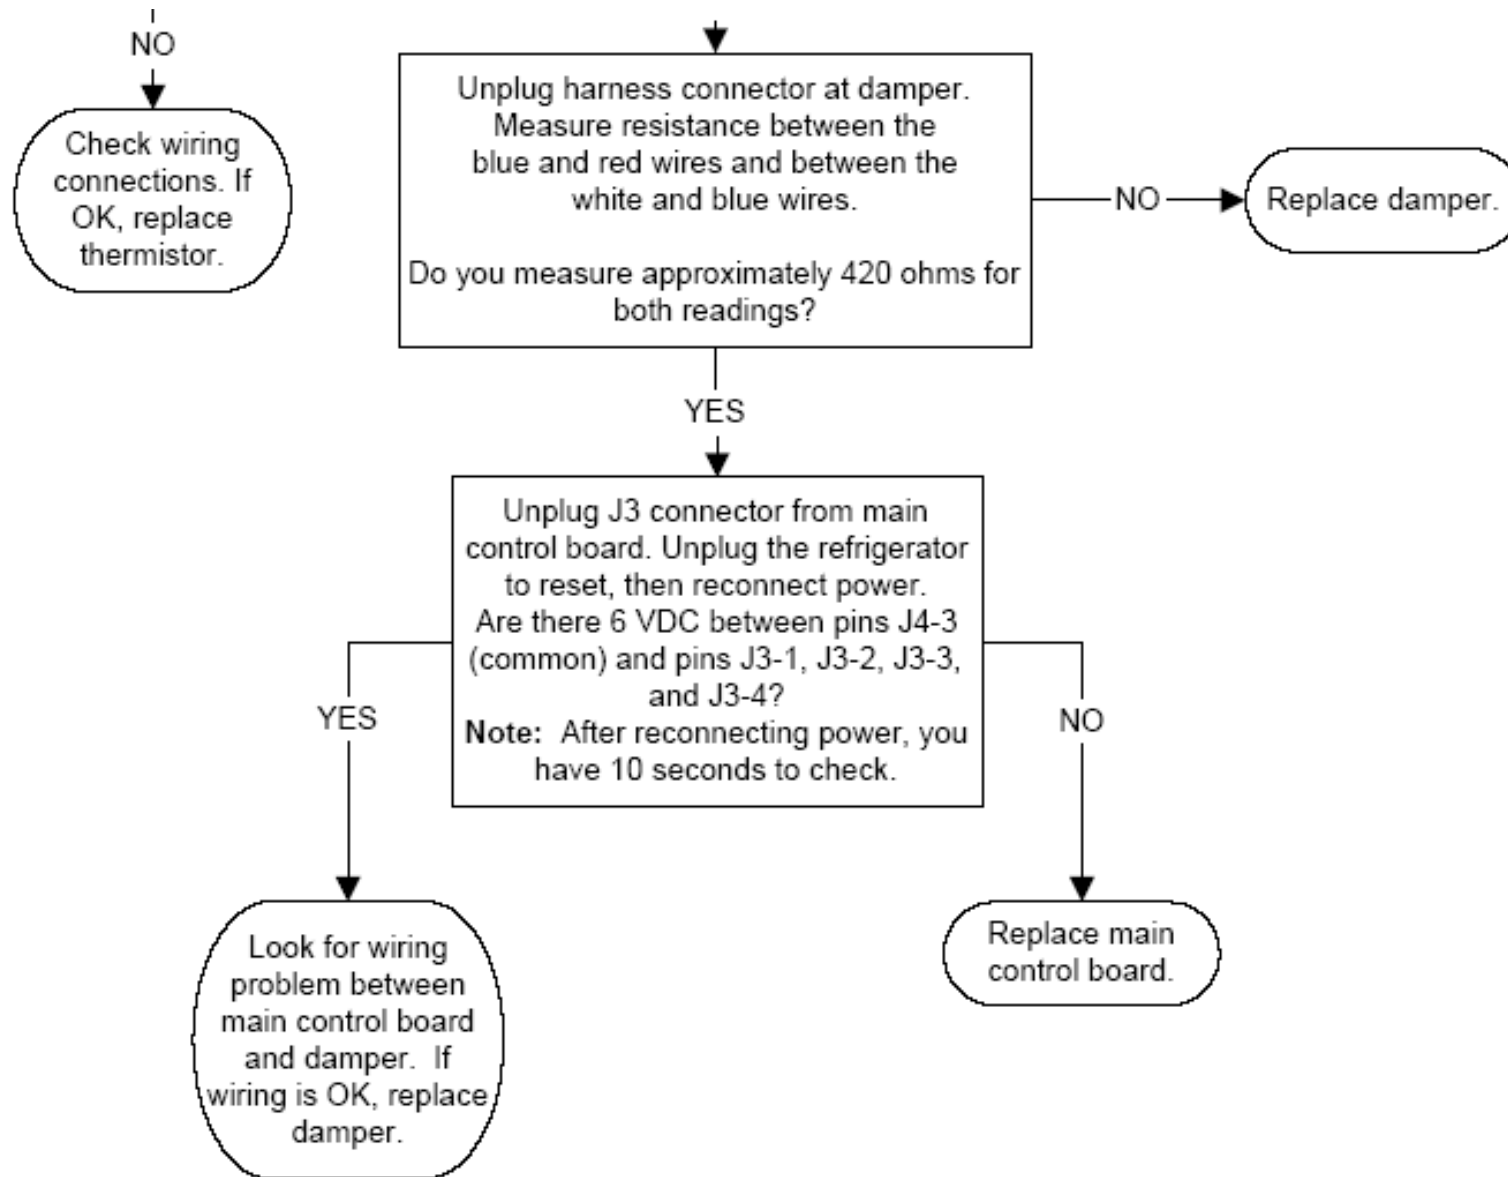 NO
Check wiring
connections. If
OK, replace
thermistor.
Unplug harness connector at damper.
Measure resistance between the
blue and red wires and between the
white and blue wires.
Do you measure approximately 420 ohms for
both readings?
NO
Replace damper.
YES
Unplug J3 connector from main
control board. Unplug the refrigerator
to reset, then reconnect power.
Are there 6 VDC between pins J4-3
(common) and pins J3-1, J3-2, J3-3,
and J3-4?
Note:  After reconnecting power, you
have 10 seconds to check.
YES
NO
Look for wiring
problem between
main control board
and damper.  If
wiring is OK, replace
damper.
Replace main
control board.